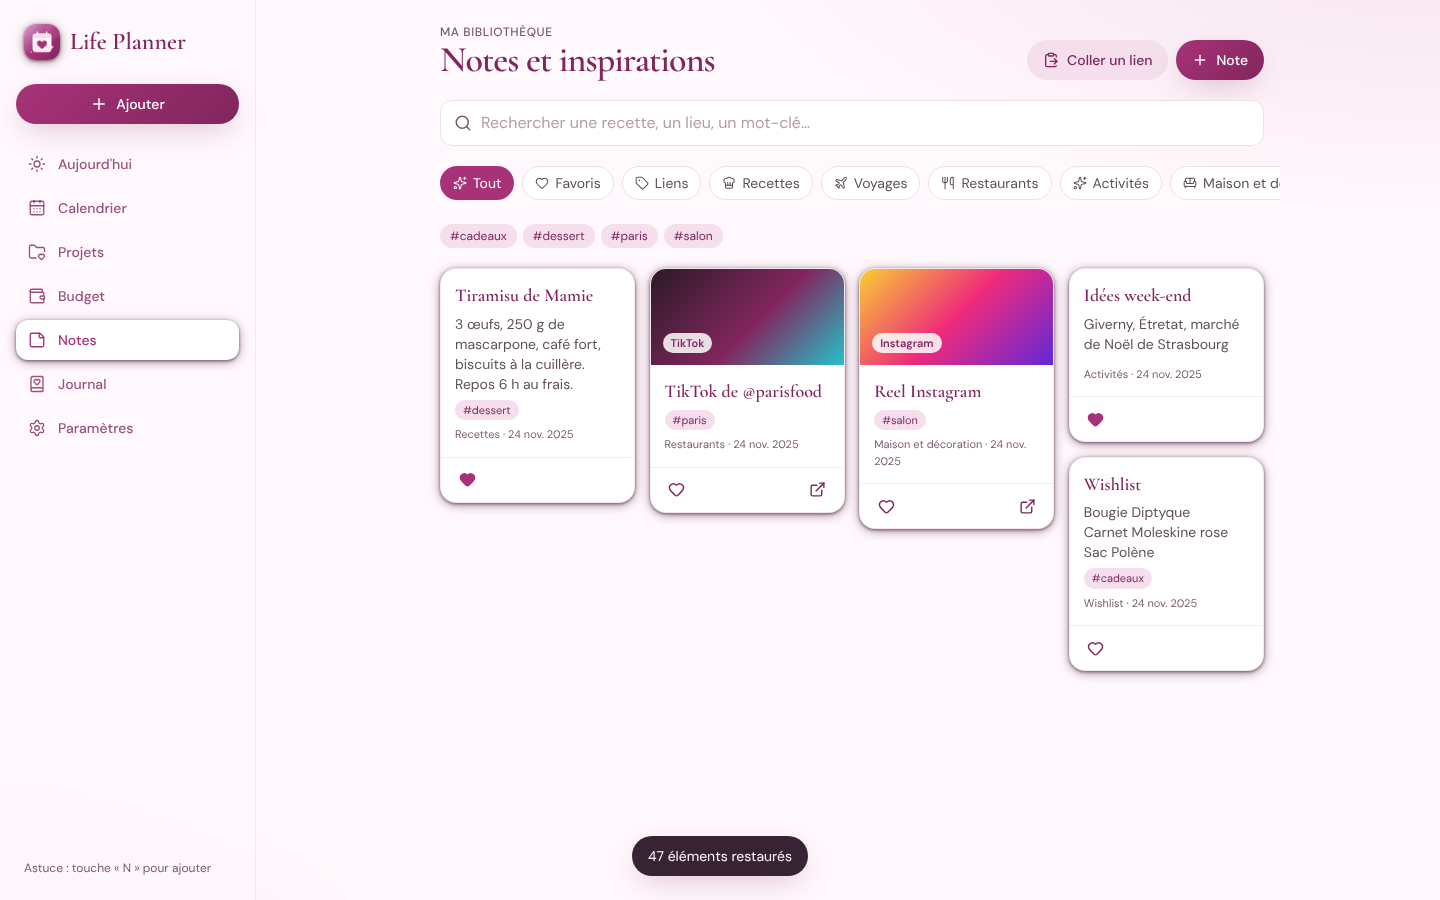 Life Planner
Ajouter
Aujourd'hui
Calendrier
Projets
Budget
Notes
Journal
Paramètres
Astuce : touche « N » pour ajouter
MA BIBLIOTHÈQUE
Notes et inspirations
Coller un lien
Note
Rechercher une recette, un lieu, un mot-clé...
Tout
Favoris
Liens
Recettes
Voyages
Restaurants
Activités
Maison et d
#cadeaux
#dessert
#paris
#salon
Tiramisu de Mamie
3 œufs, 250 g de
mascarpone, café fort,
biscuits à la cuillère.
Repos 6 h au frais.
#dessert
Recettes · 24 nov. 2025
TikTok
TikTok de @parisfood
#paris
Restaurants · 24 nov. 2025
Instagram
Reel Instagram
#salon
Maison et décoration · 24 nov.
2025
Idées week-end
Giverny, Étretat, marché
de Noël de Strasbourg
Activités · 24 nov. 2025
Wishlist
Bougie Diptyque
Carnet Moleskine rose
Sac Polène
#cadeaux
Wishlist · 24 nov. 2025
47 éléments restaurés